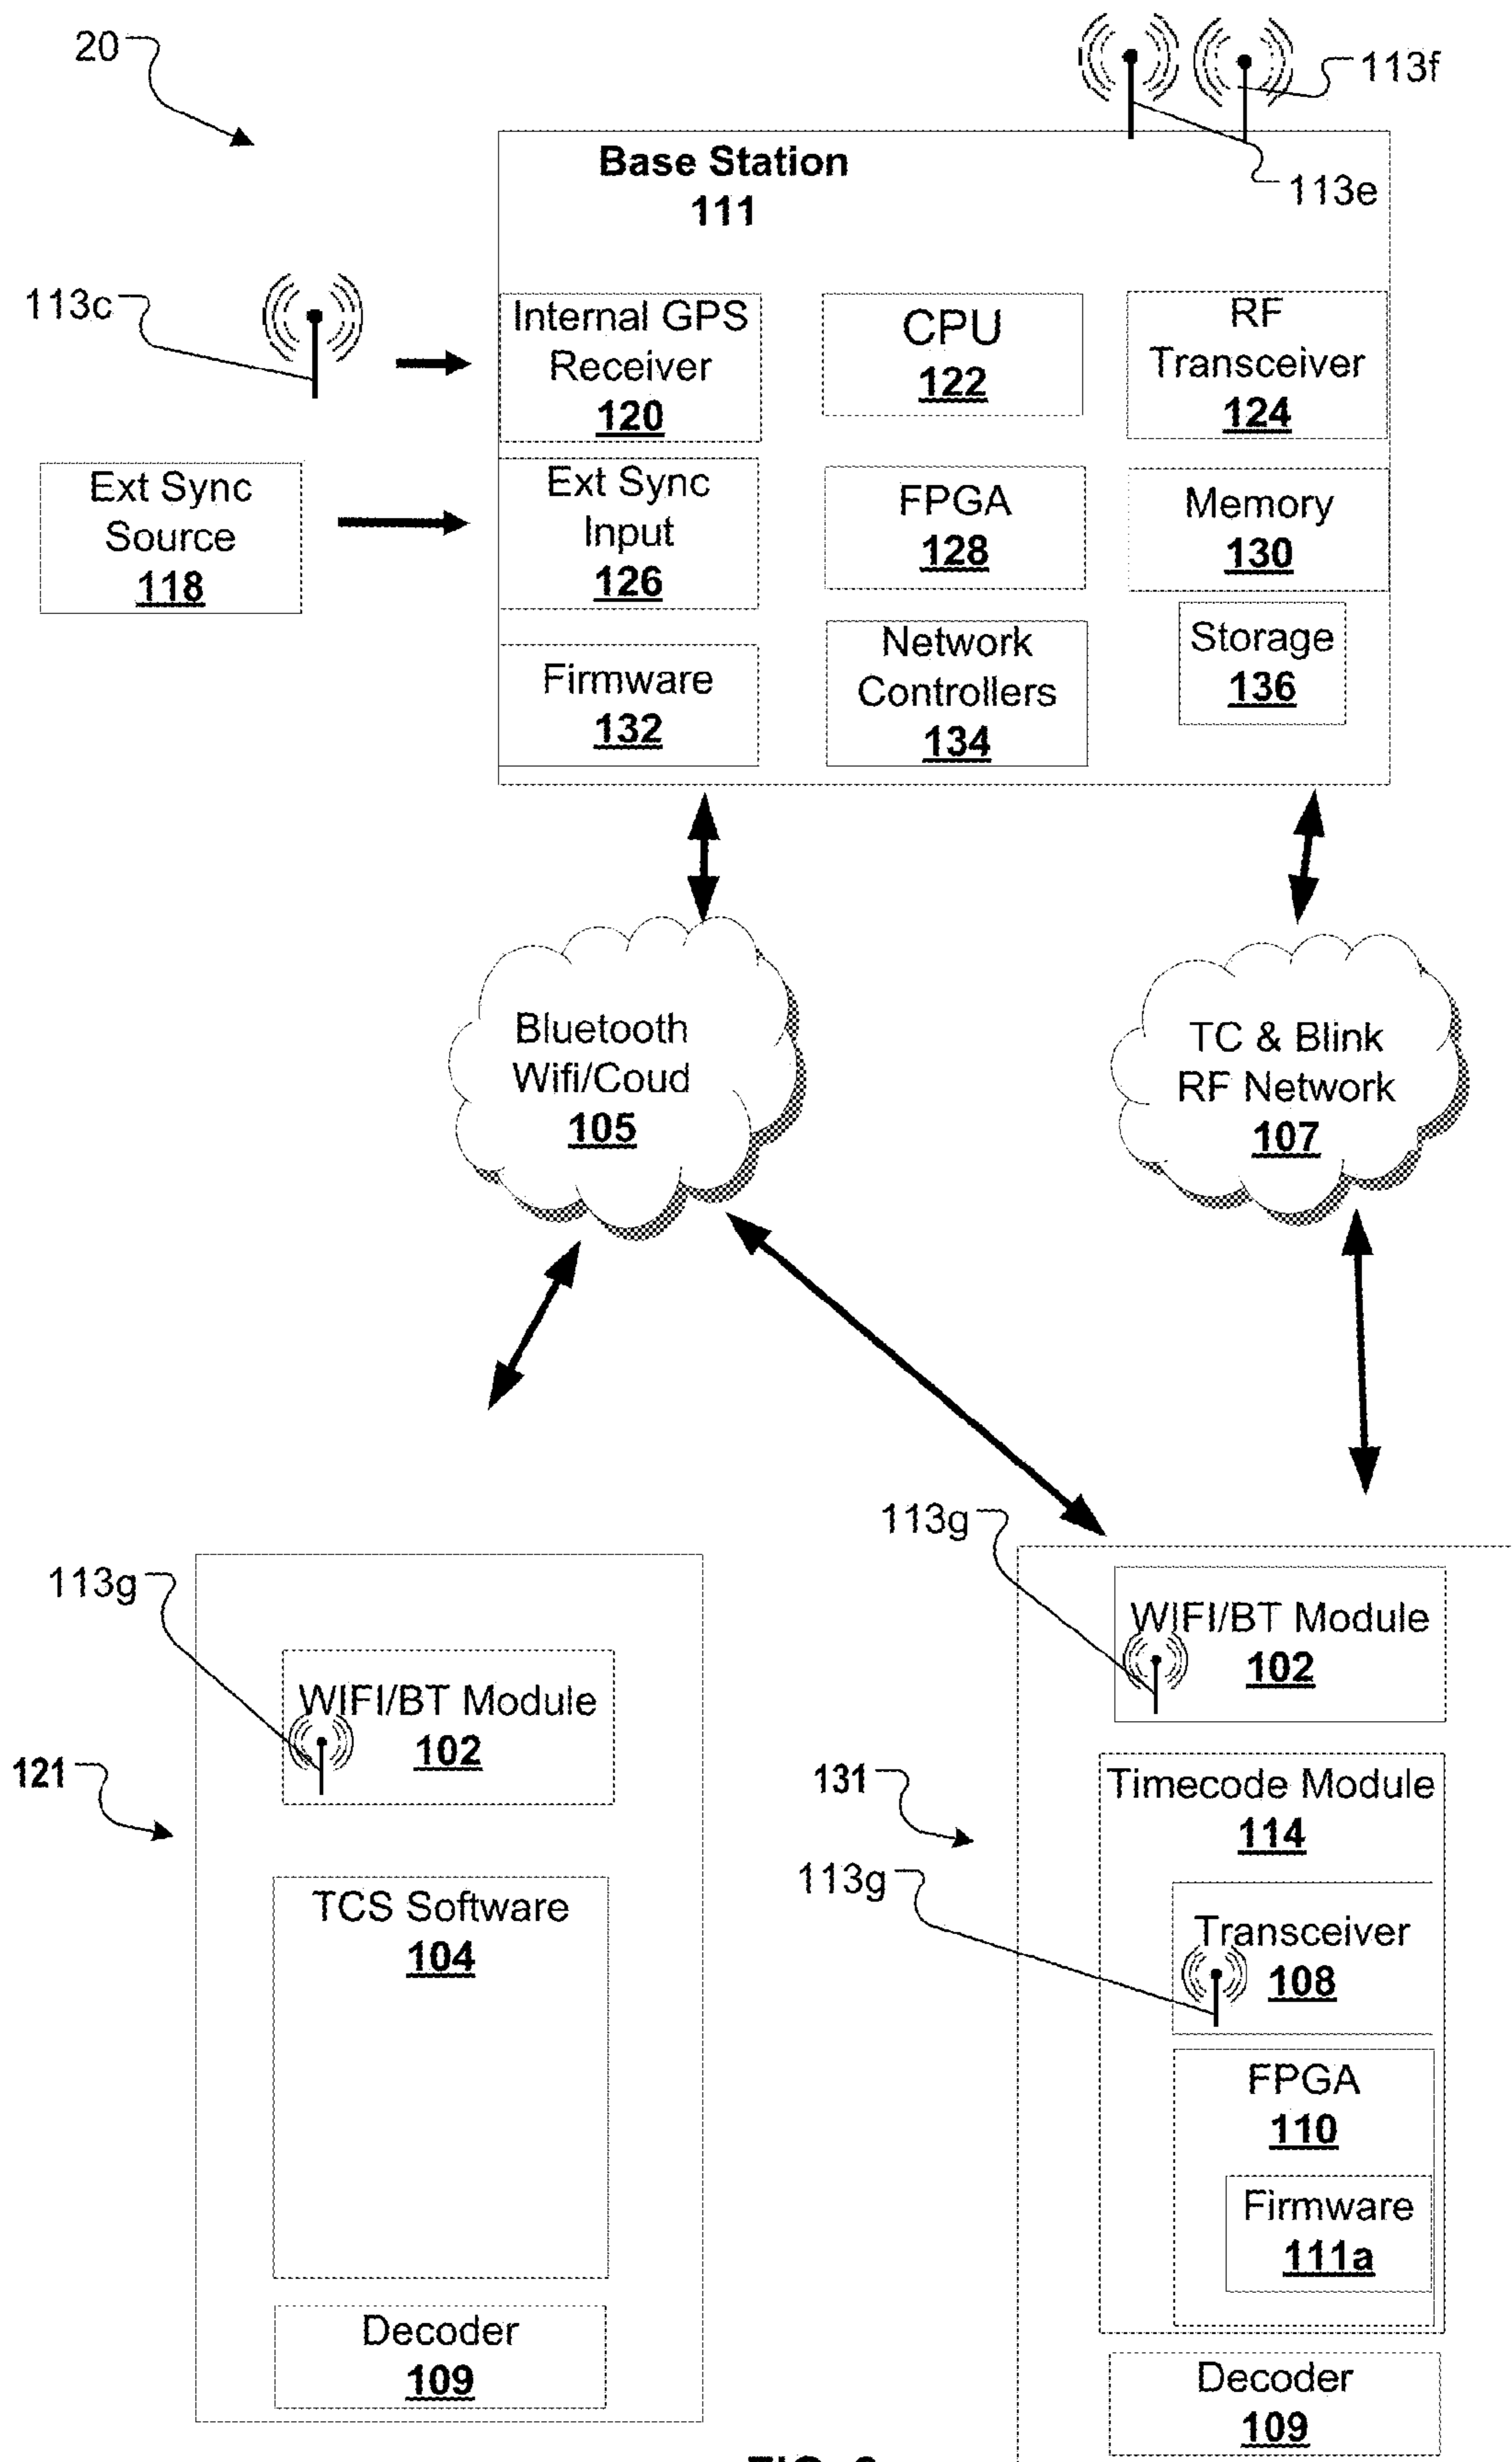 20
113f
Base Station
111
113e
113c
Internal GPS
Receiver
120
CPU
122
RF
Transceiver
124
Ext Sync
Source
118
Ext Sync
Input
126
FPGA
128
Memory
130
Firmware
132
Network
Controllers
134
Storage
136
Bluetooth
Wifi/Coud
105
TC & Blink
RF Network
107
113g
WIFI/BT Module
102
121
TCS Software
104
Decoder
109
113g
WIFI/BT Module
102
131
Timecode Module
114
113g
Transceiver
108
FPGA
110
Firmware
111a
Decoder
109